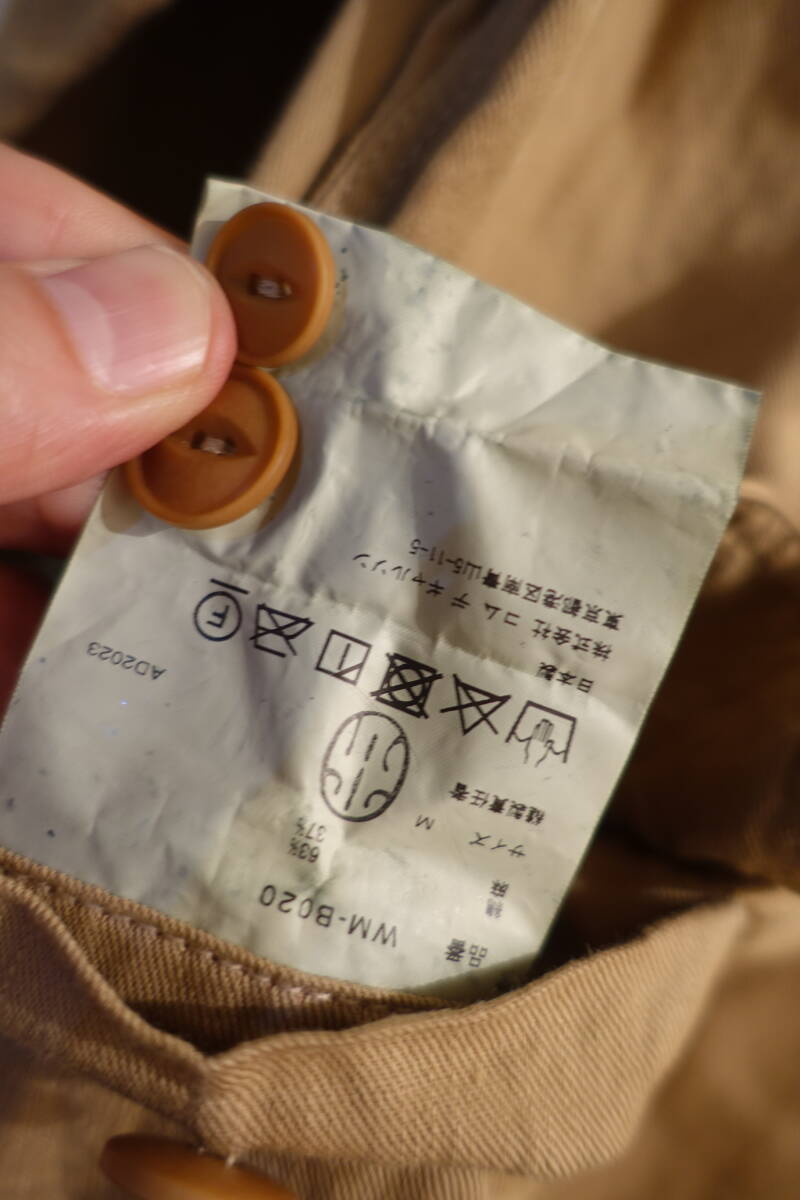 品番 WM-B020
綿 63%
麻 37%
サイズ M
縫製責任者
日本製 AD2023
株式会社 コム デ ギャルソン
東京都港区南青山5-11-5
F